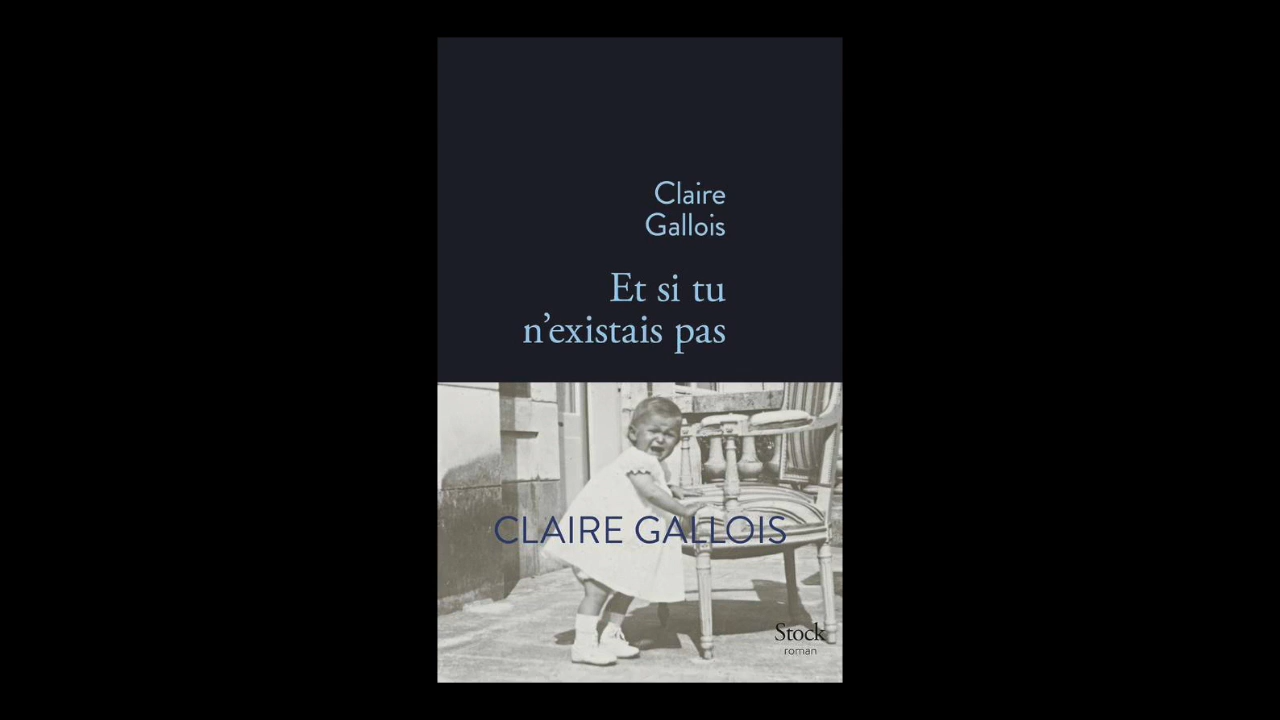 Claire
Gallois
Et si tu
n’existais pas
CLAIRE GALLOIS
Stock
roman